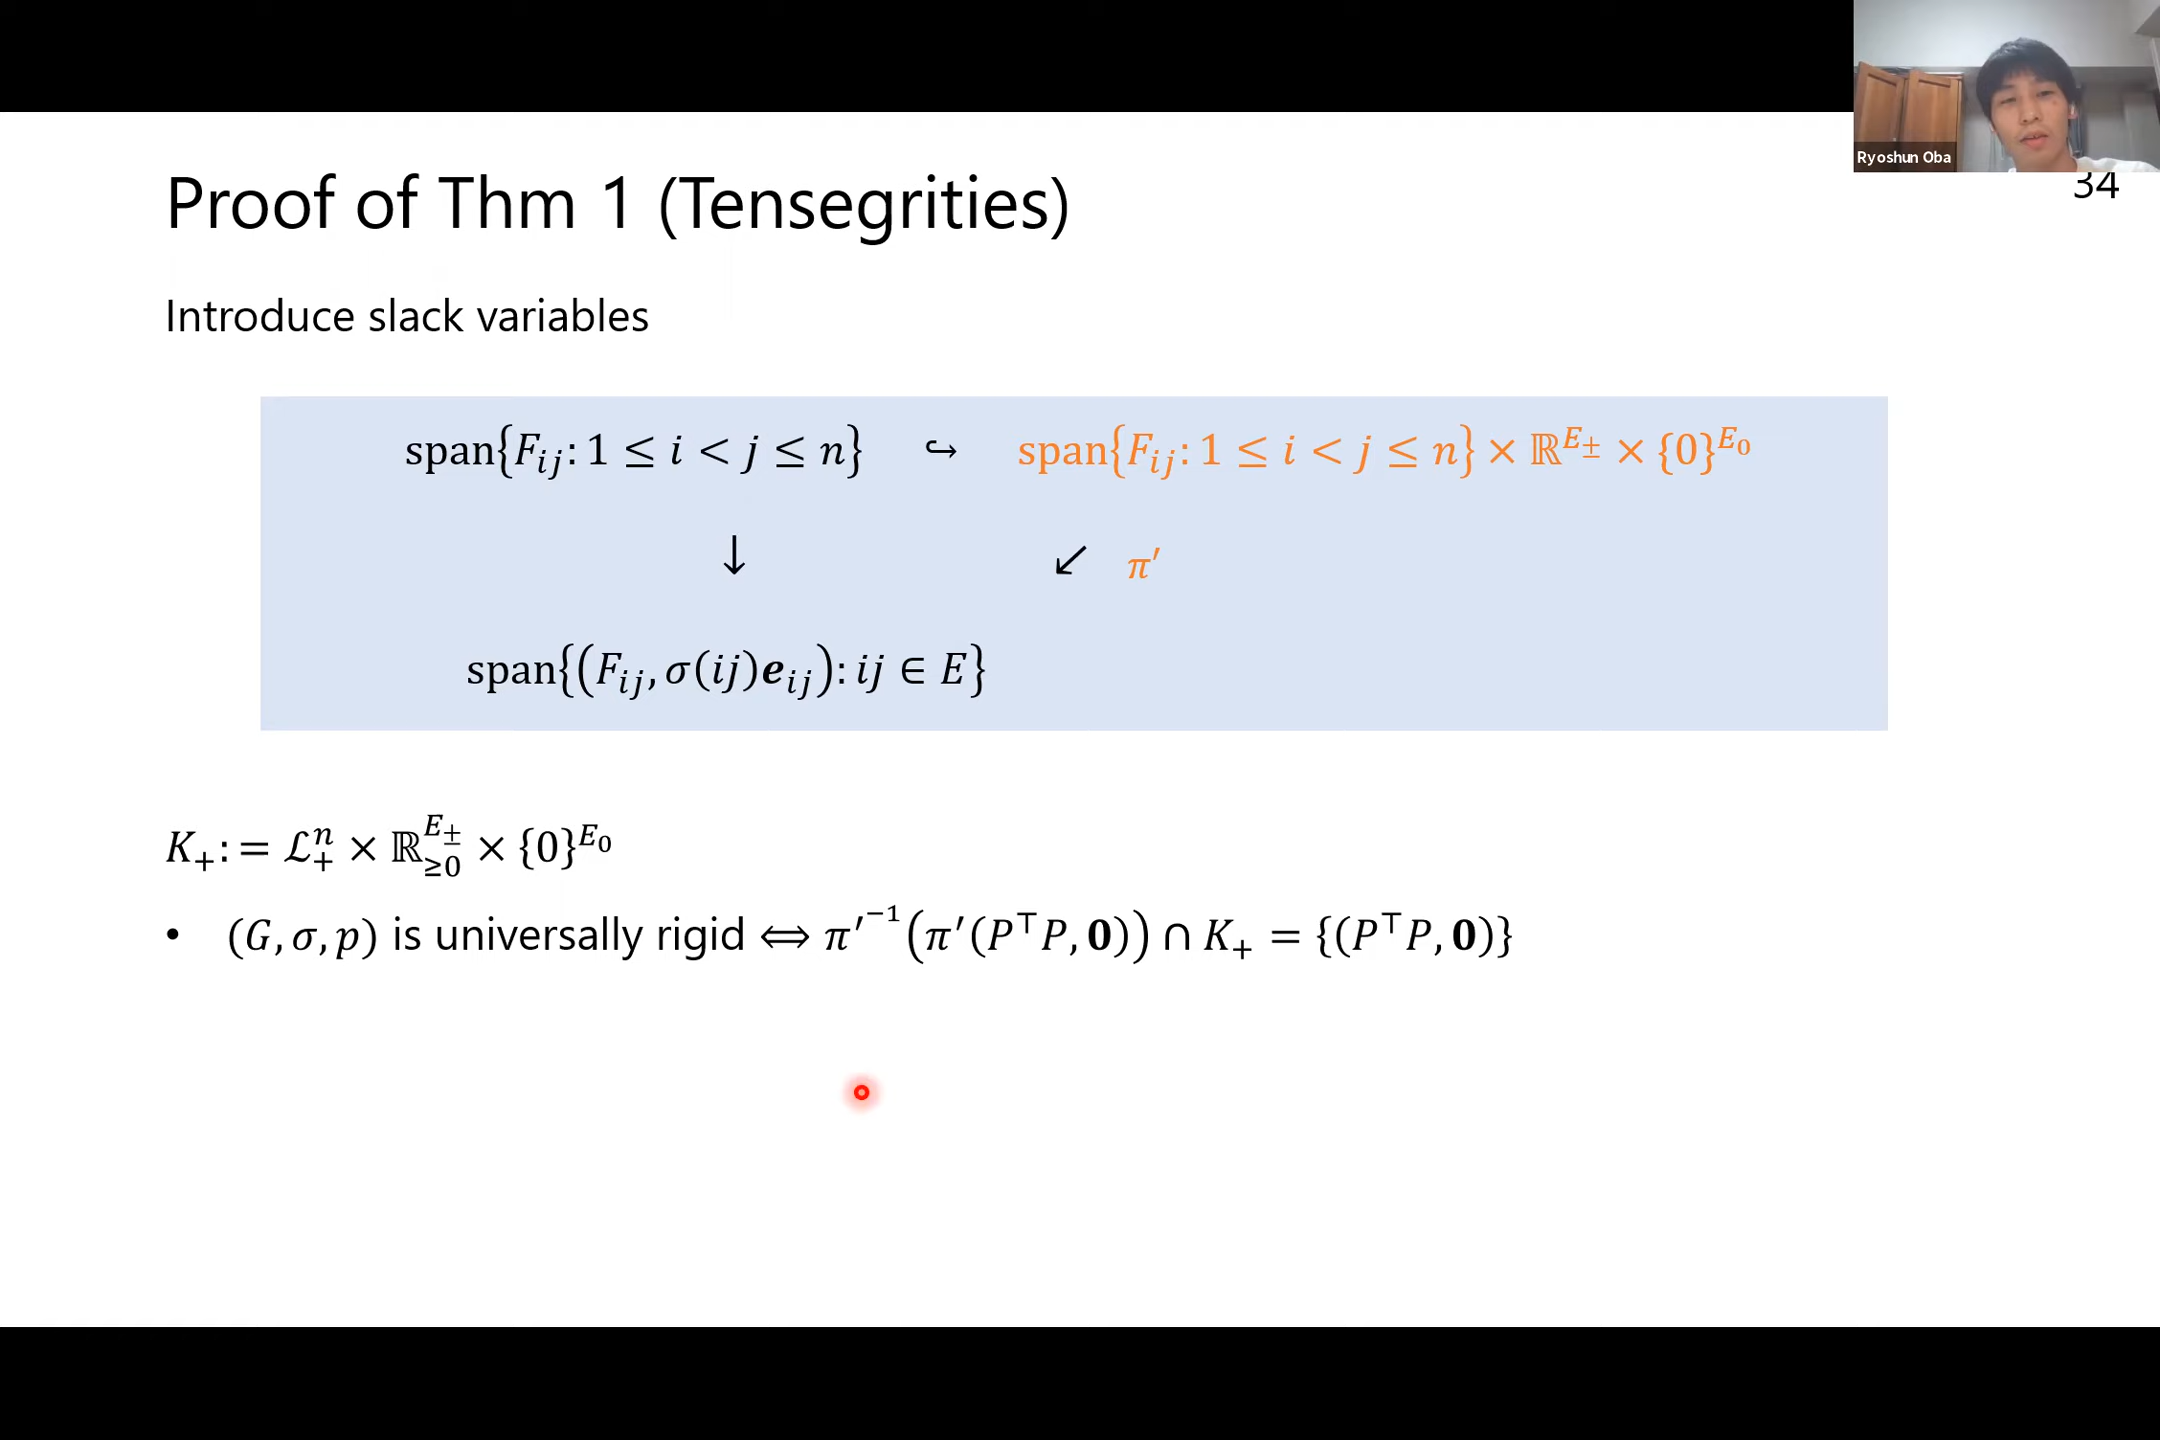 Ryoshun Oba
34
Proof of Thm 1 (Tensegrities)
Introduce slack variables
span{F_{ij}: 1 ≤ i < j ≤ n} ↪ span{F_{ij}: 1 ≤ i < j ≤ n} × ℝ^{E_±} × {0}^{E_0}
↓ ↙ π′
span{(F_{ij}, σ(ij)𝒆_{ij}): ij ∈ E}
K_+: = ℒ_+^n × ℝ_{≥0}^{E_±} × {0}^{E_0}
• (G, σ, p) is universally rigid ⟺ π′^{−1}(π′(P^⊤P, 𝟎)) ∩ K_+ = {(P^⊤P, 𝟎)}